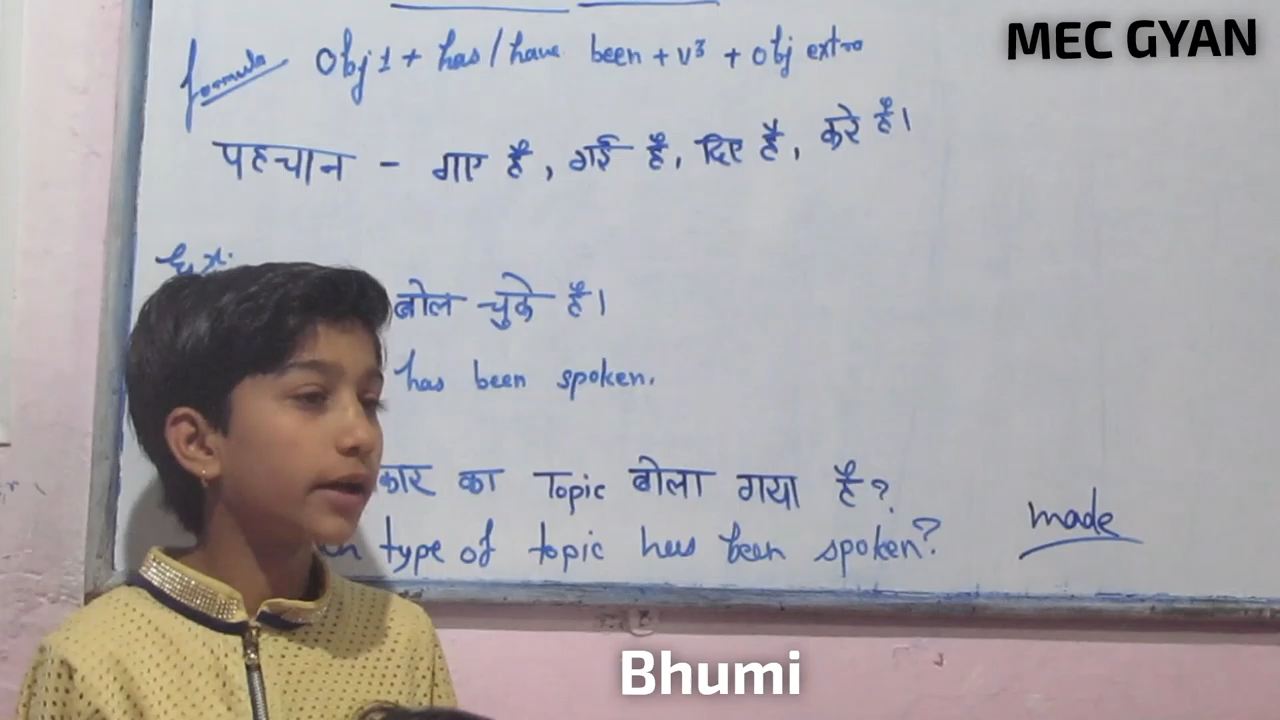 MEC GYAN
formula Obj 1 + has / have been + v³ + obj extra
पहचान - गए है, गई है, दिए है, करे है।
Ex:
बोल चुके है।
has been spoken.
कार का Topic बोला गया है?
type of topic has been spoken?
made
Bhumi